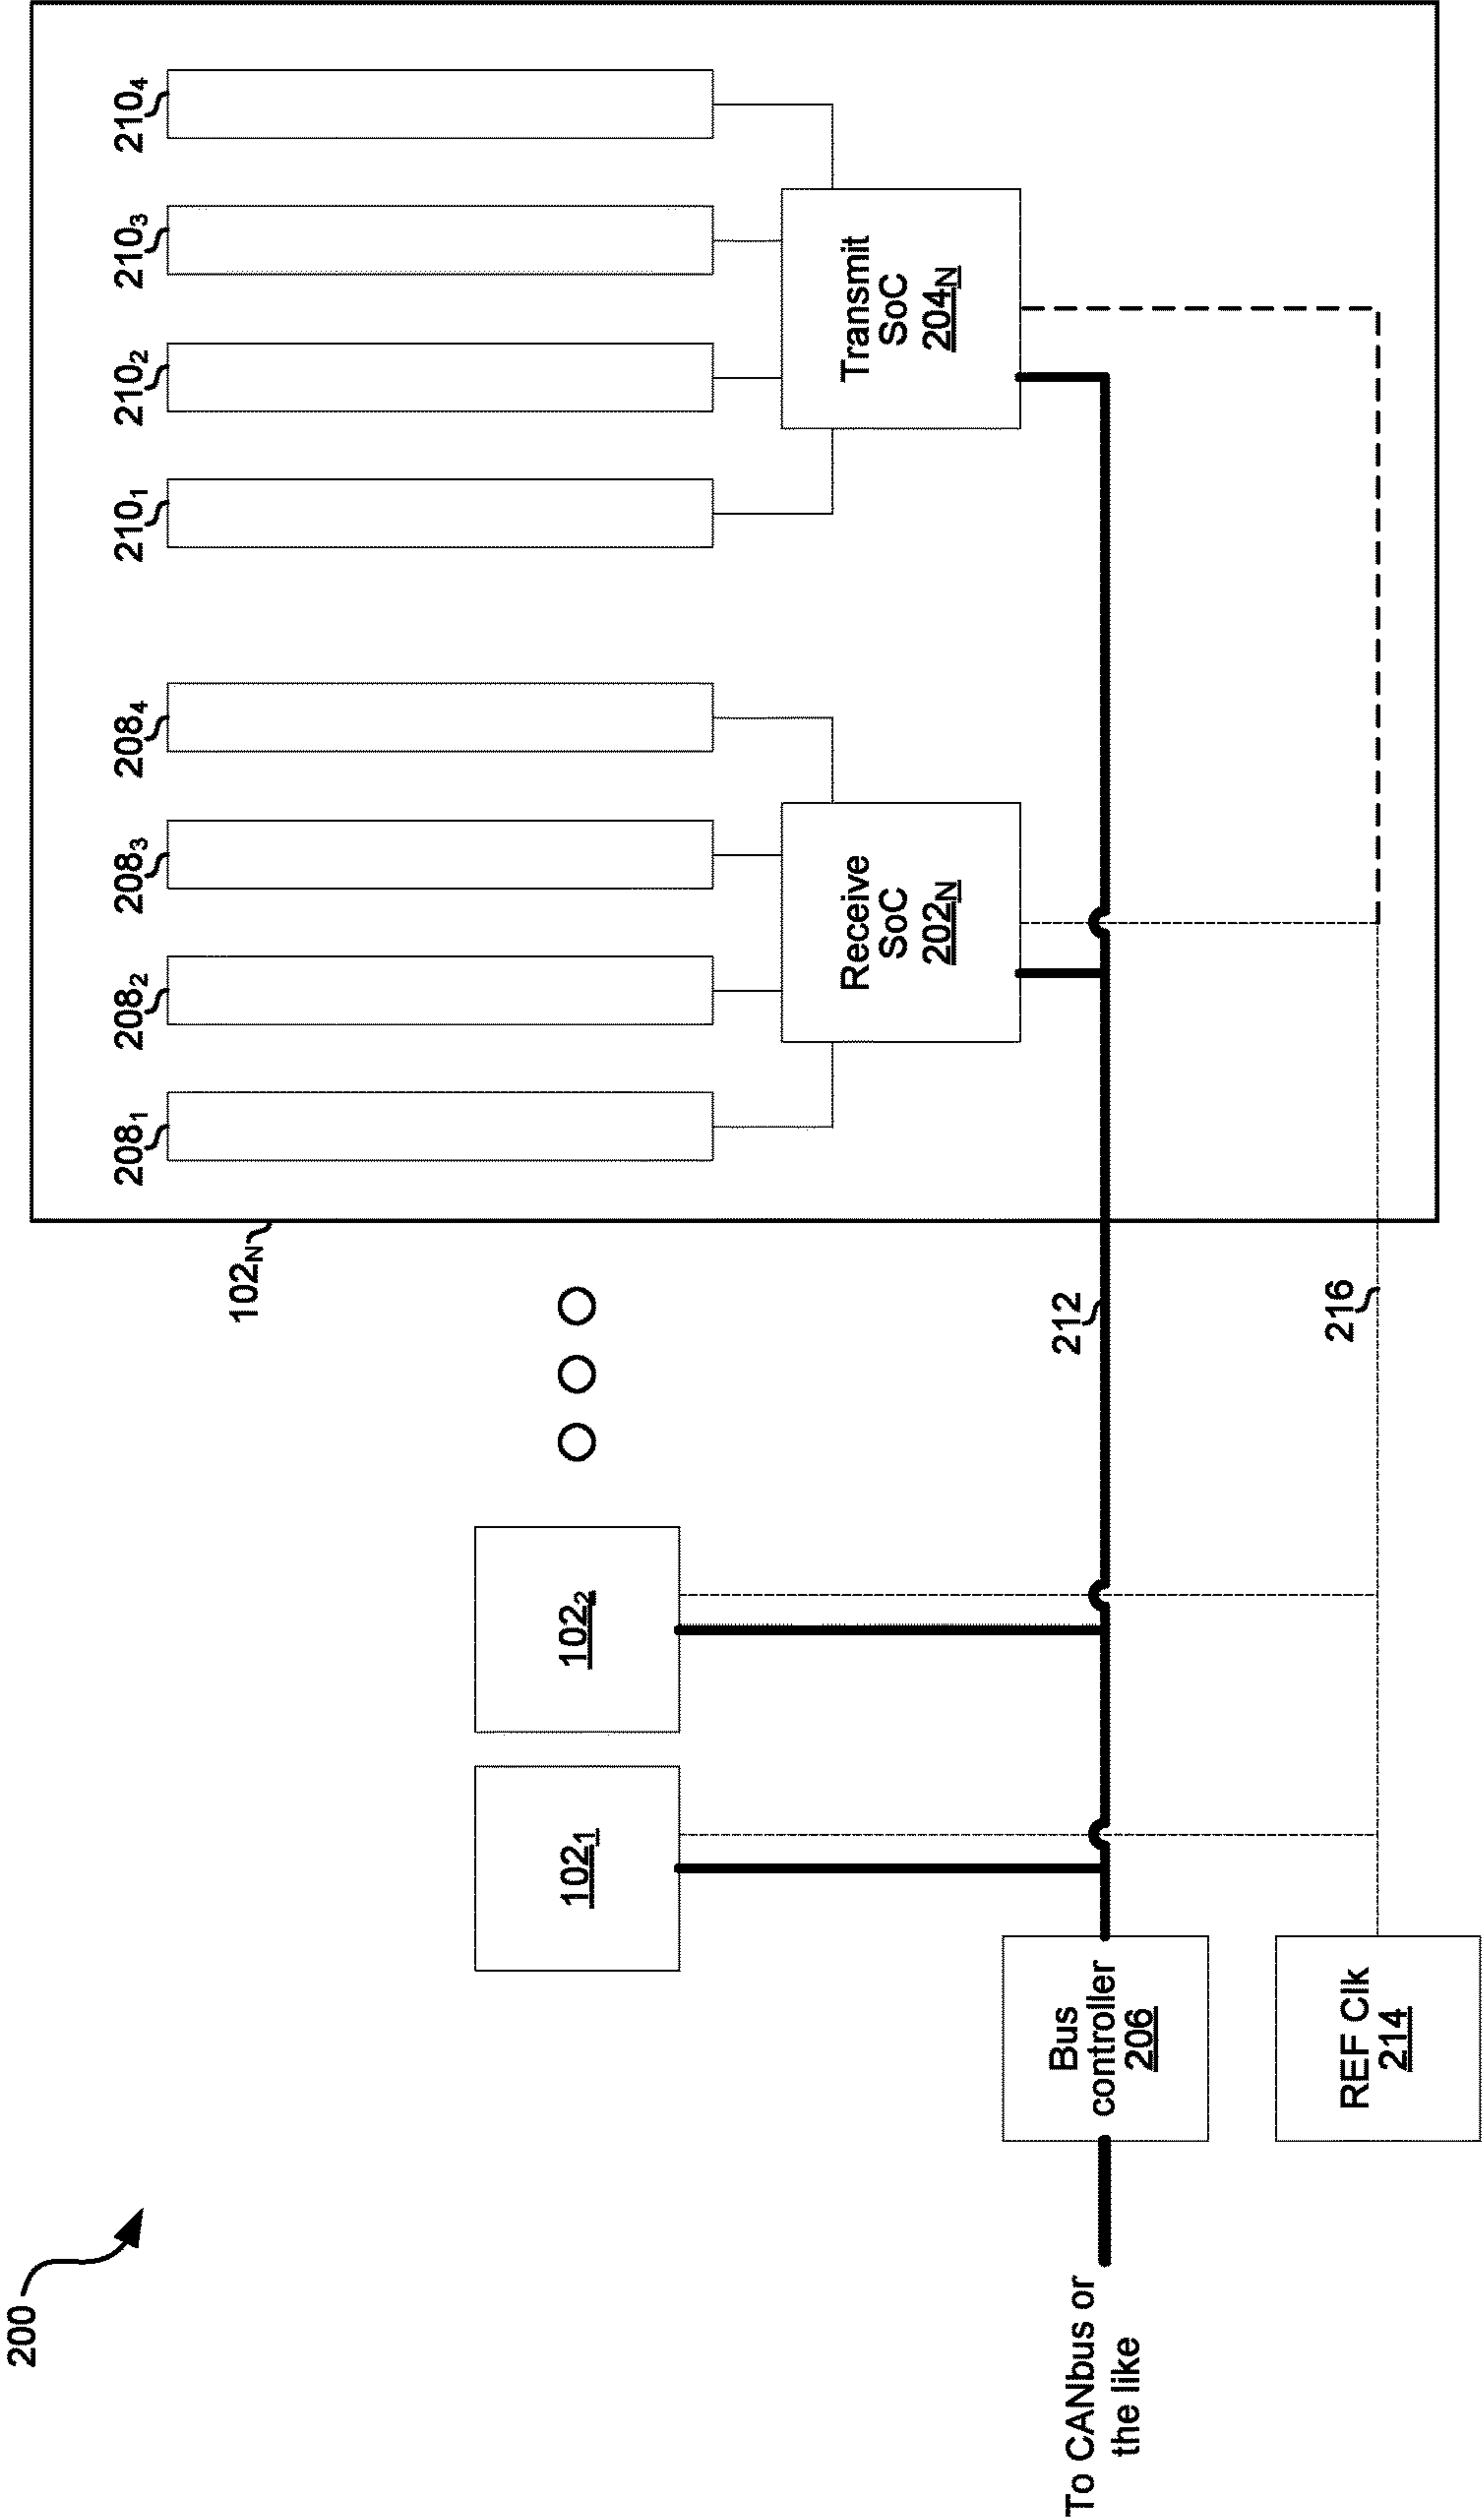 200
208₁
208₂
208₃
208₄
210₁
210₂
210₃
210₄
102N
Receive
SoC
202N
Transmit
SoC
204N
102₁
102₂
212
216
Bus
controller
206
REF Clk
214
To CANbus or
the like